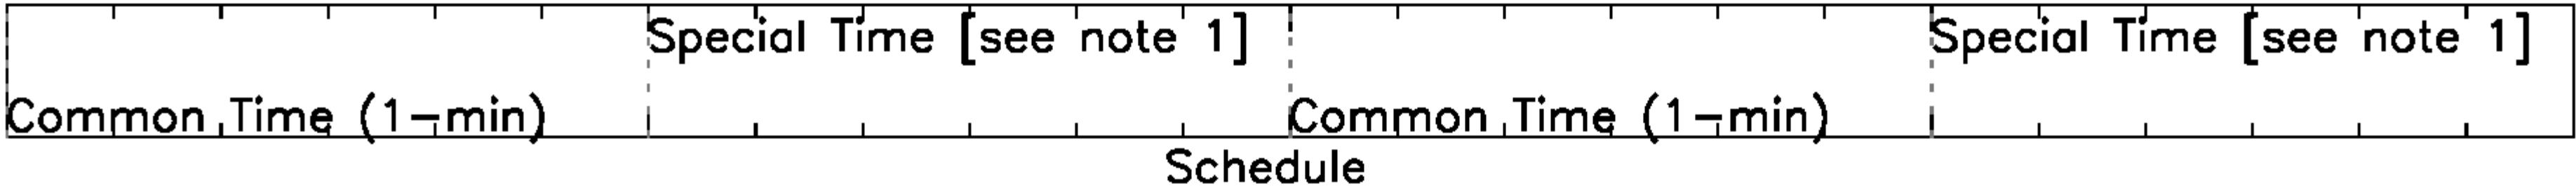 Special Time [see note 1] Special Time [see note 1]
Common Time (1-min) Common Time (1-min)
Schedule